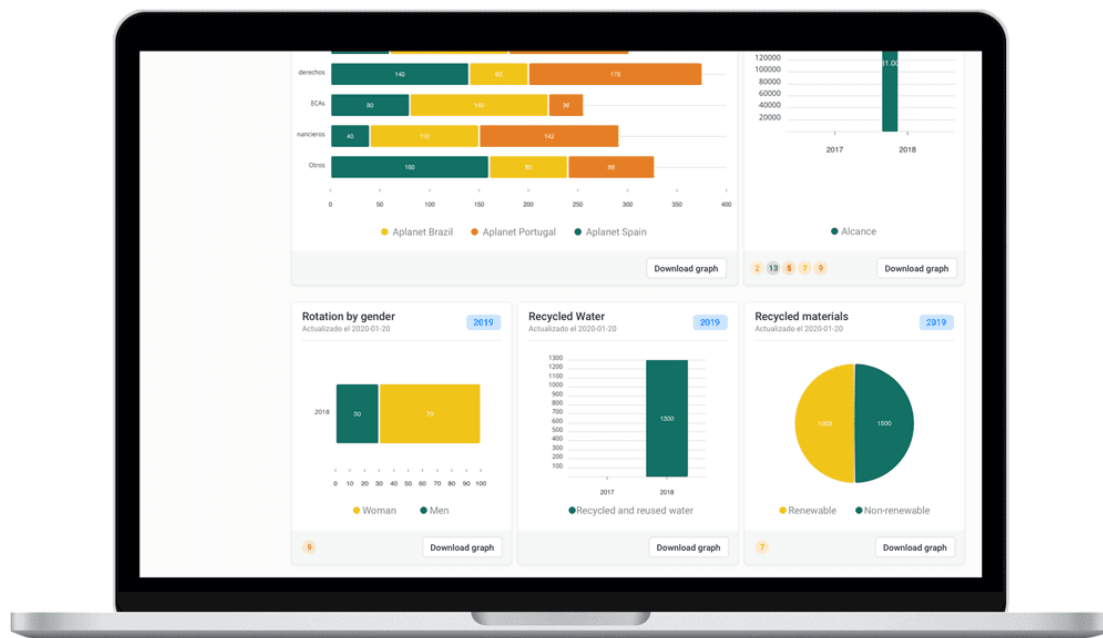 derechos 140 60 175
ECAs 80 140 36
nancieros 40 110 142
Otros 160 80 89
0 50 100 150 200 250 300 350 400
Aplanet Brazil Aplanet Portugal Aplanet Spain
Download graph
120000
100000
80000
60000
40000
20000
2017 2018
Alcance
2 13 5 7 9 Download graph
Rotation by gender 2019
Actualizado el 2020-01-20
2018 30 70
0 10 20 30 40 50 60 70 80 90 100
Woman Men
9 Download graph
Recycled Water 2019
Actualizado el 2020-01-20
1300
1200
1100
1000
900
800
700
600
500
400
300
200
100
1300
2017 2018
Recycled and reused water
Download graph
Recycled materials 2019
Actualizado el 2020-01-20
1500
Renewable Non-renewable
7 Download graph